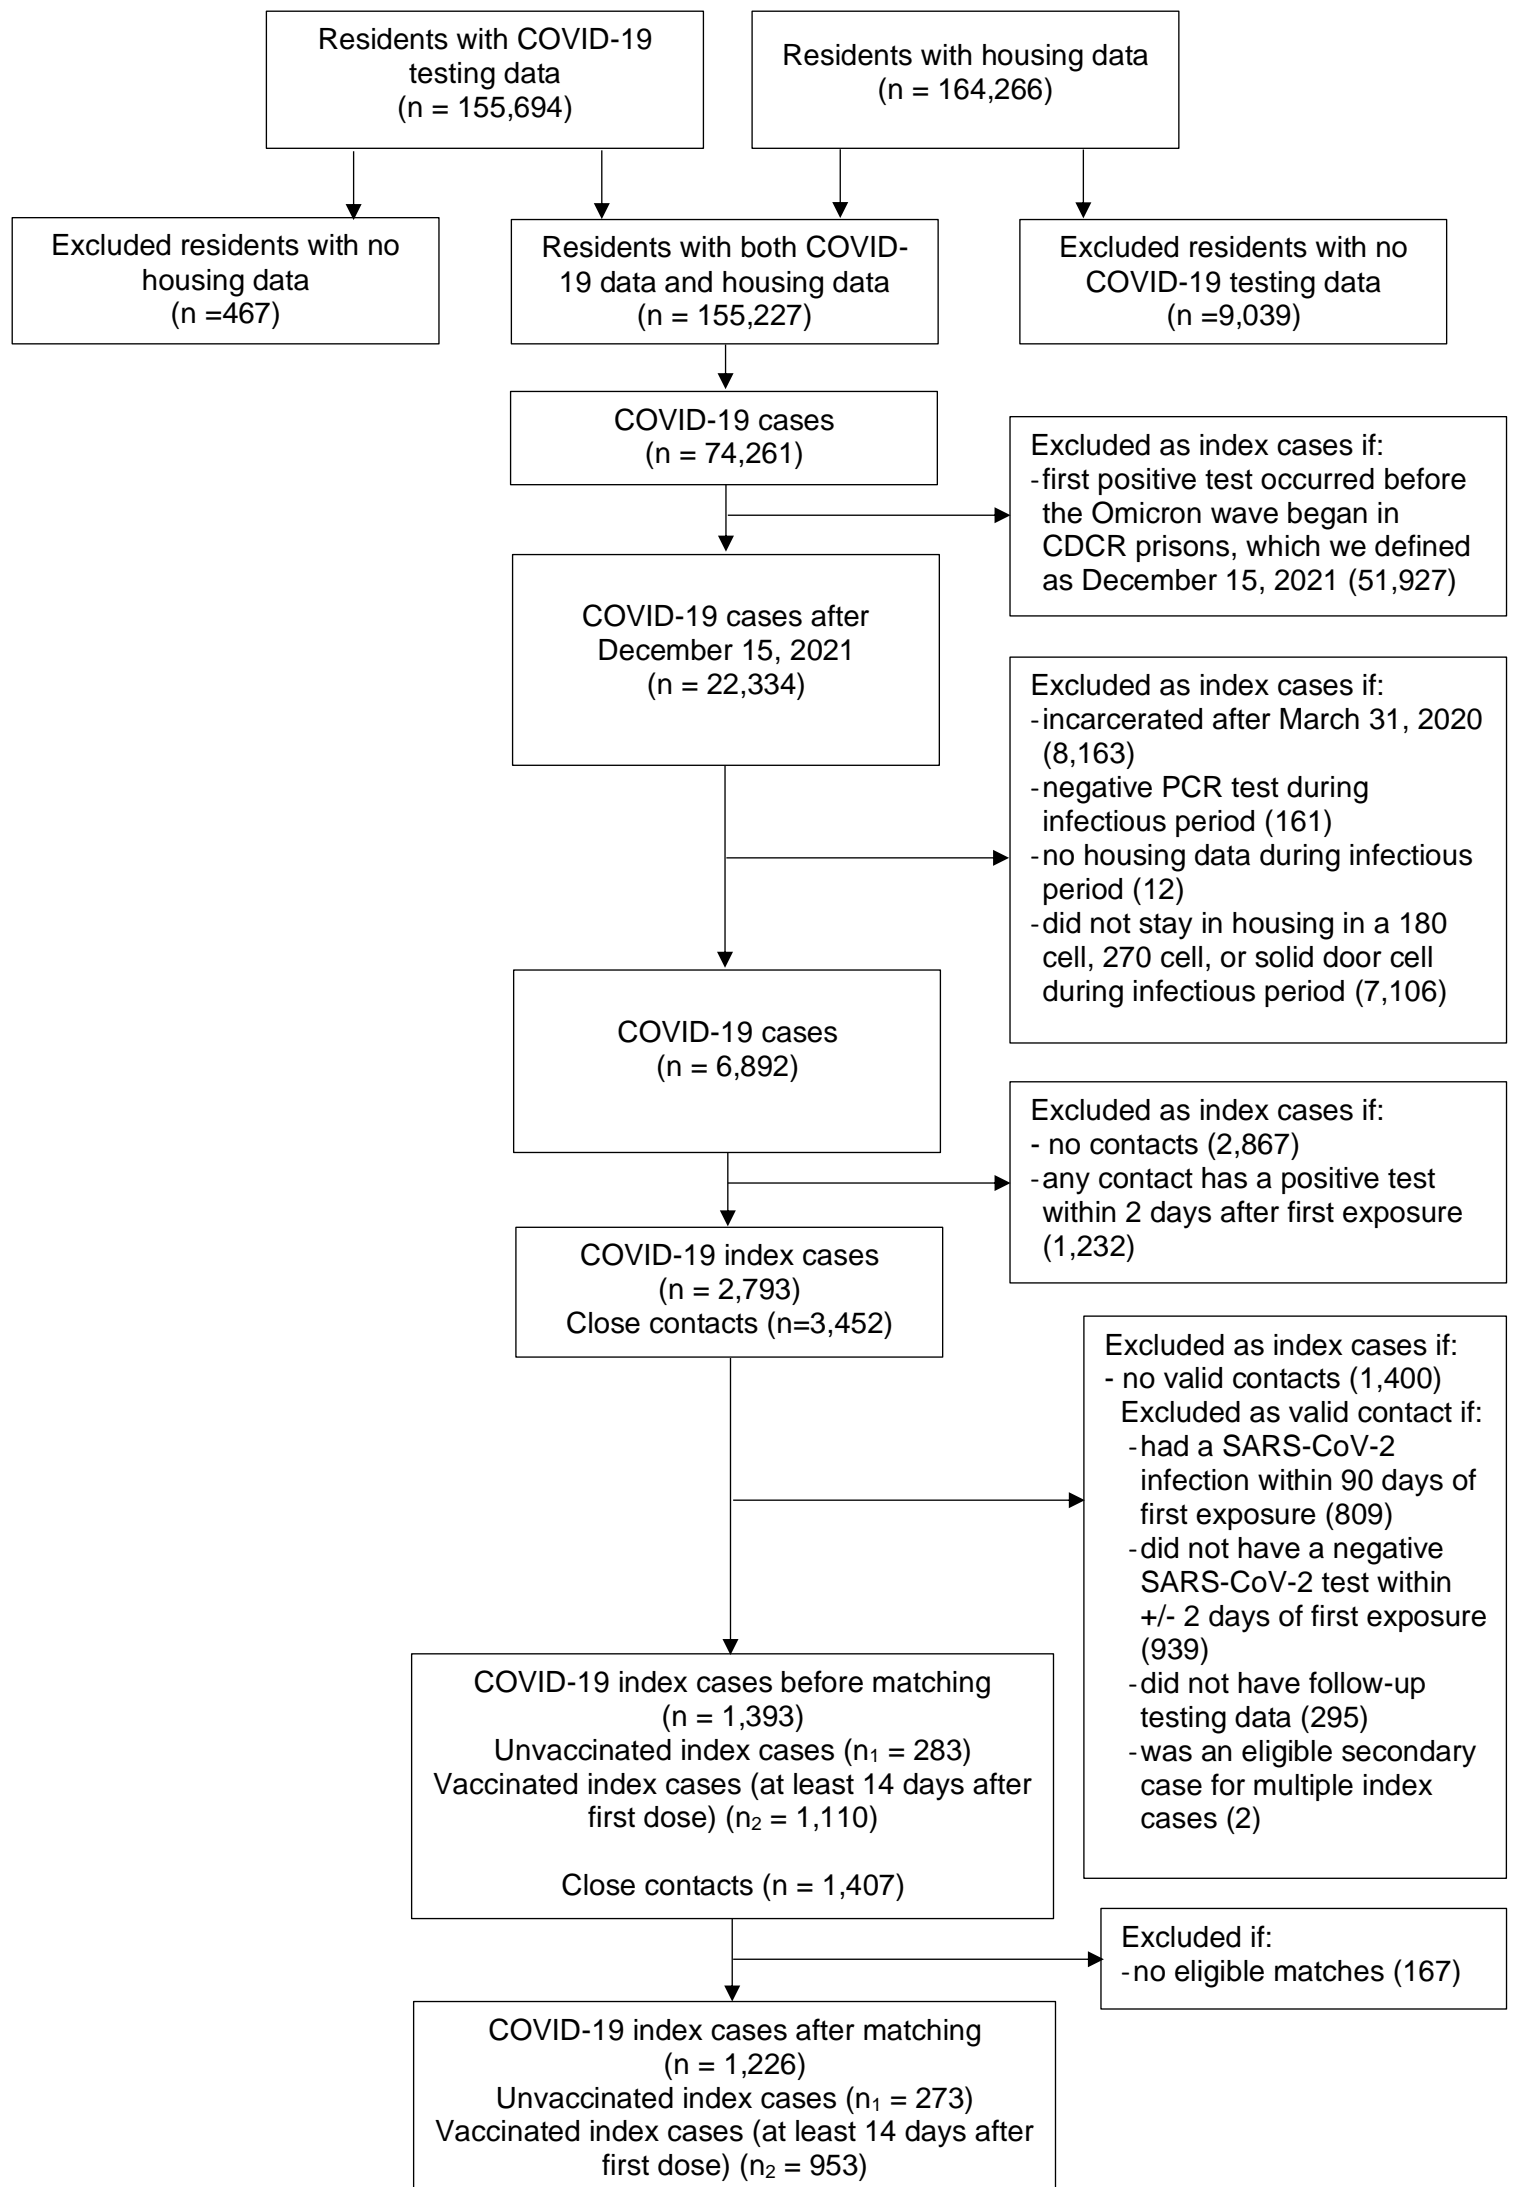 Residents with COVID-19
testing data
(n = 155,694)
Residents with housing data
(n = 164,266)
Excluded residents with no
housing data
(n =467)
Residents with both COVID-
19 data and housing data
(n = 155,227)
Excluded residents with no
COVID-19 testing data
(n =9,039)
COVID-19 cases
(n = 74,261)
Excluded as index cases if:
-first positive test occurred before
the Omicron wave began in
CDCR prisons, which we defined
as December 15, 2021 (51,927)
COVID-19 cases after
December 15, 2021
(n = 22,334)
Excluded as index cases if:
-incarcerated after March 31, 2020
(8,163)
-negative PCR test during
infectious period (161)
-no housing data during infectious
period (12)
-did not stay in housing in a 180
cell, 270 cell, or solid door cell
during infectious period (7,106)
COVID-19 cases
(n = 6,892)
Excluded as index cases if:
- no contacts (2,867)
-any contact has a positive test
within 2 days after first exposure
(1,232)
COVID-19 index cases
(n = 2,793)
Close contacts (n=3,452)
Excluded as index cases if:
- no valid contacts (1,400)
Excluded as valid contact if:
-had a SARS-CoV-2
infection within 90 days of
first exposure (809)
-did not have a negative
SARS-CoV-2 test within
+/- 2 days of first exposure
(939)
-did not have follow-up
testing data (295)
-was an eligible secondary
case for multiple index
cases (2)
COVID-19 index cases before matching
(n = 1,393)
Unvaccinated index cases (n₁ = 283)
Vaccinated index cases (at least 14 days after
first dose) (n₂ = 1,110)
Close contacts (n = 1,407)
Excluded if:
-no eligible matches (167)
COVID-19 index cases after matching
(n = 1,226)
Unvaccinated index cases (n₁ = 273)
Vaccinated index cases (at least 14 days after
first dose) (n₂ = 953)